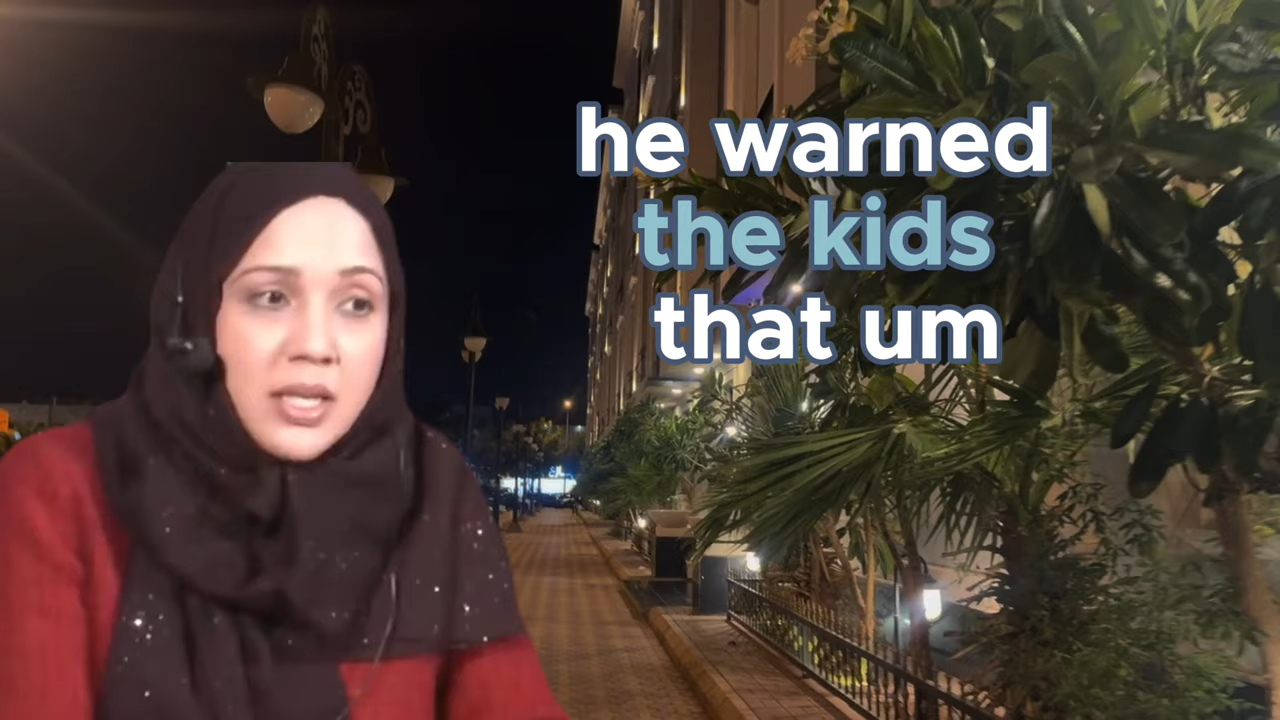 he warned
the kids
that um